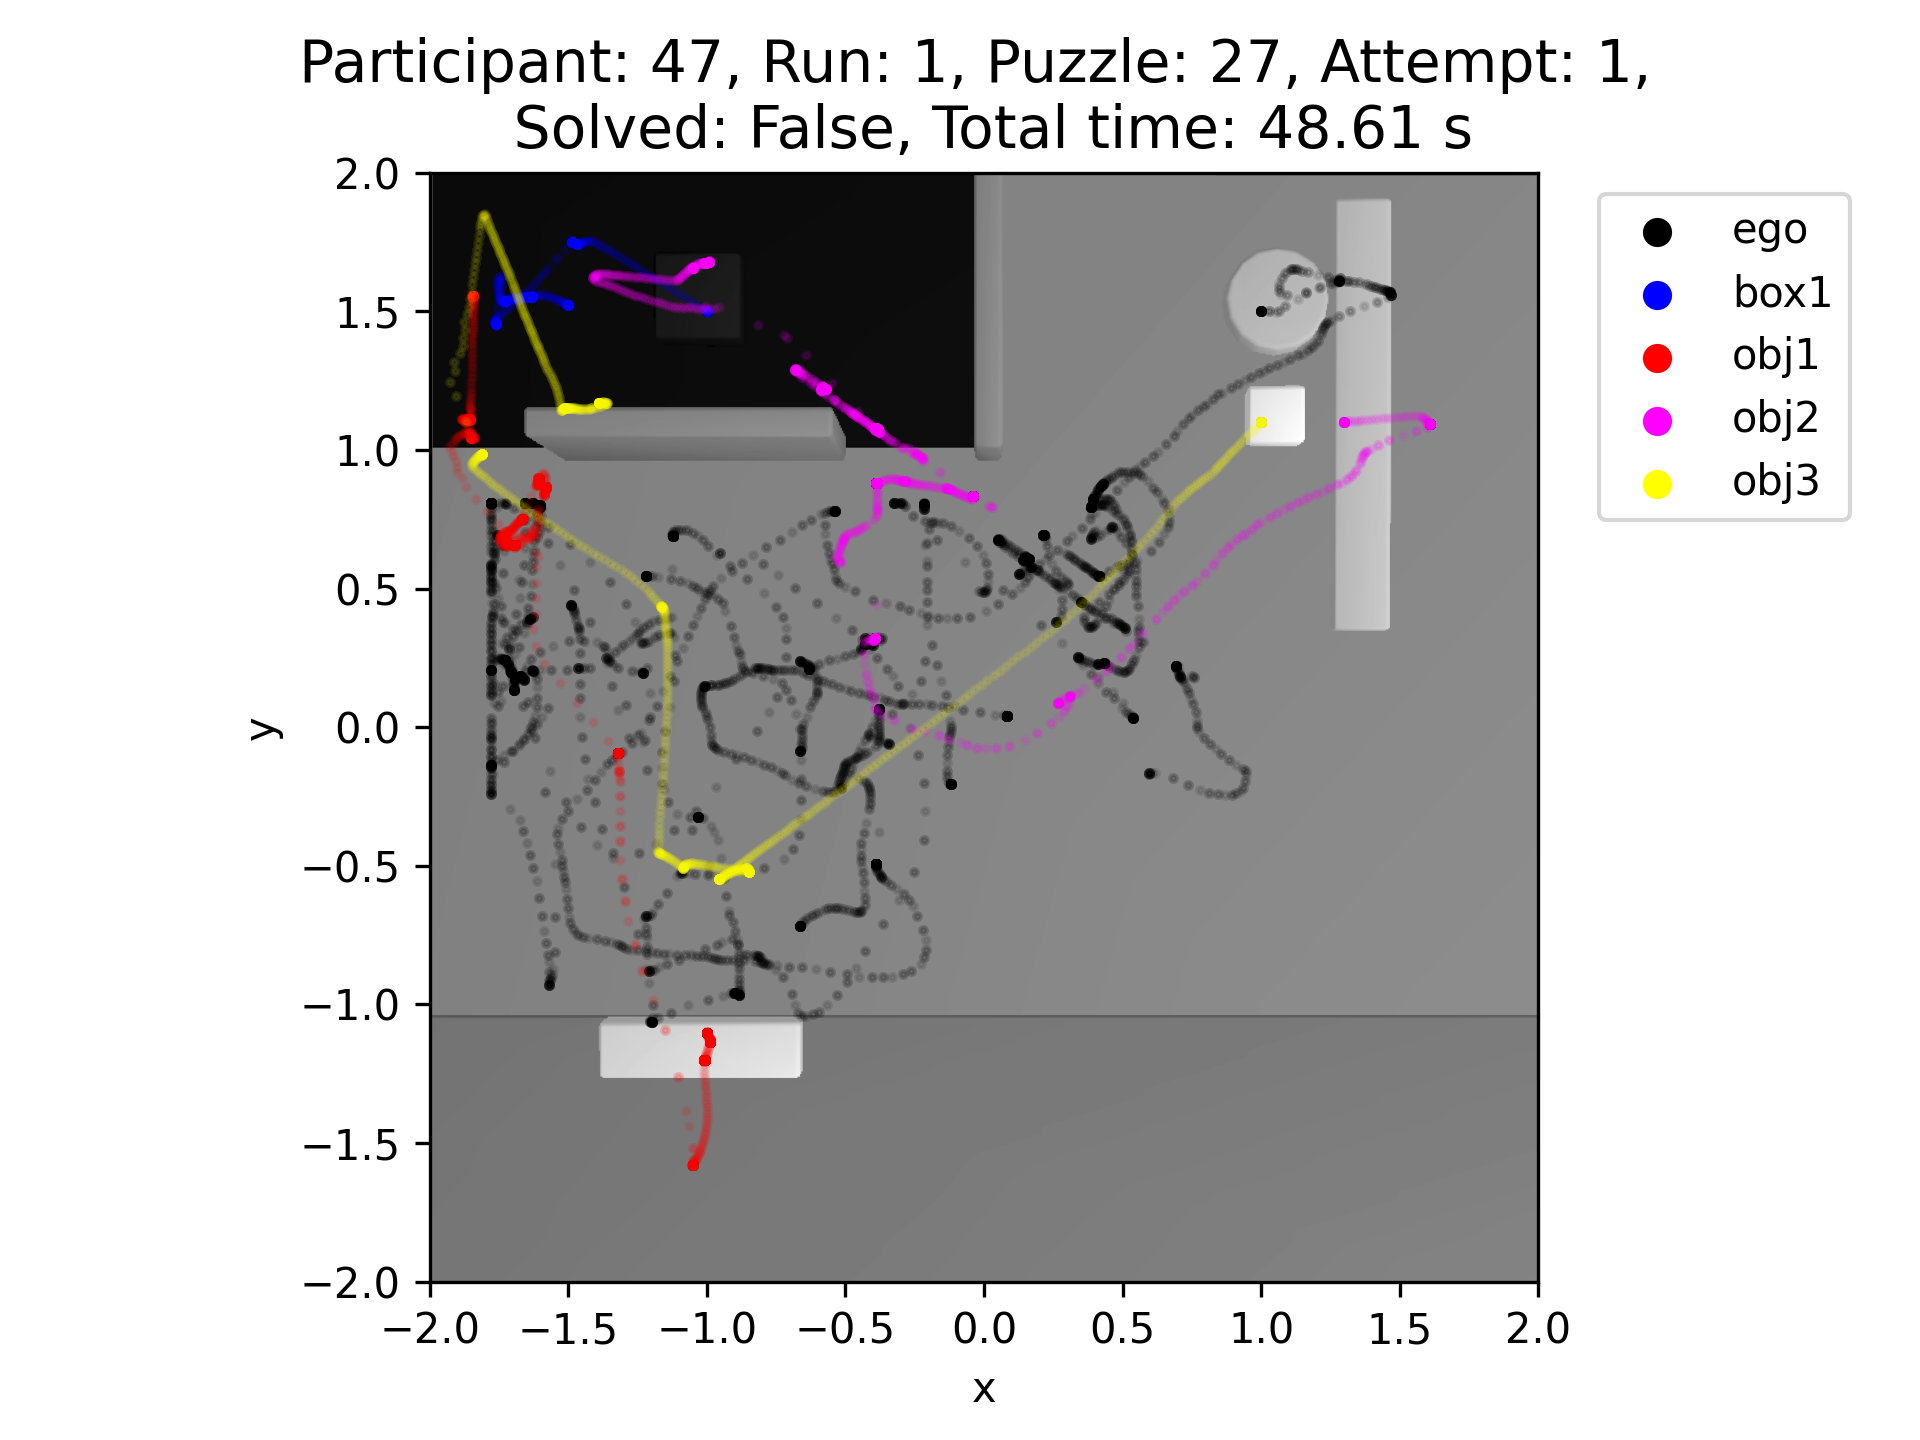 Participant: 47, Run: 1, Puzzle: 27, Attempt: 1,
Solved: False, Total time: 48.61 s
2.0
1.5
1.0
0.5
0.0
−0.5
−1.0
−1.5
−2.0
y
−2.0 −1.5 −1.0 −0.5 0.0 0.5 1.0 1.5 2.0
x
ego
box1
obj1
obj2
obj3